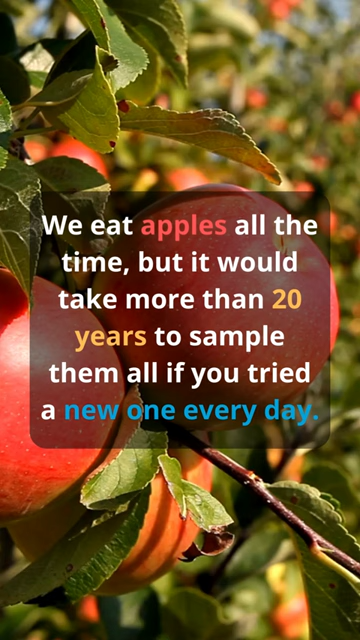 We eat apples all the
time, but it would
take more than 20
years to sample
them all if you tried
a new one every day.